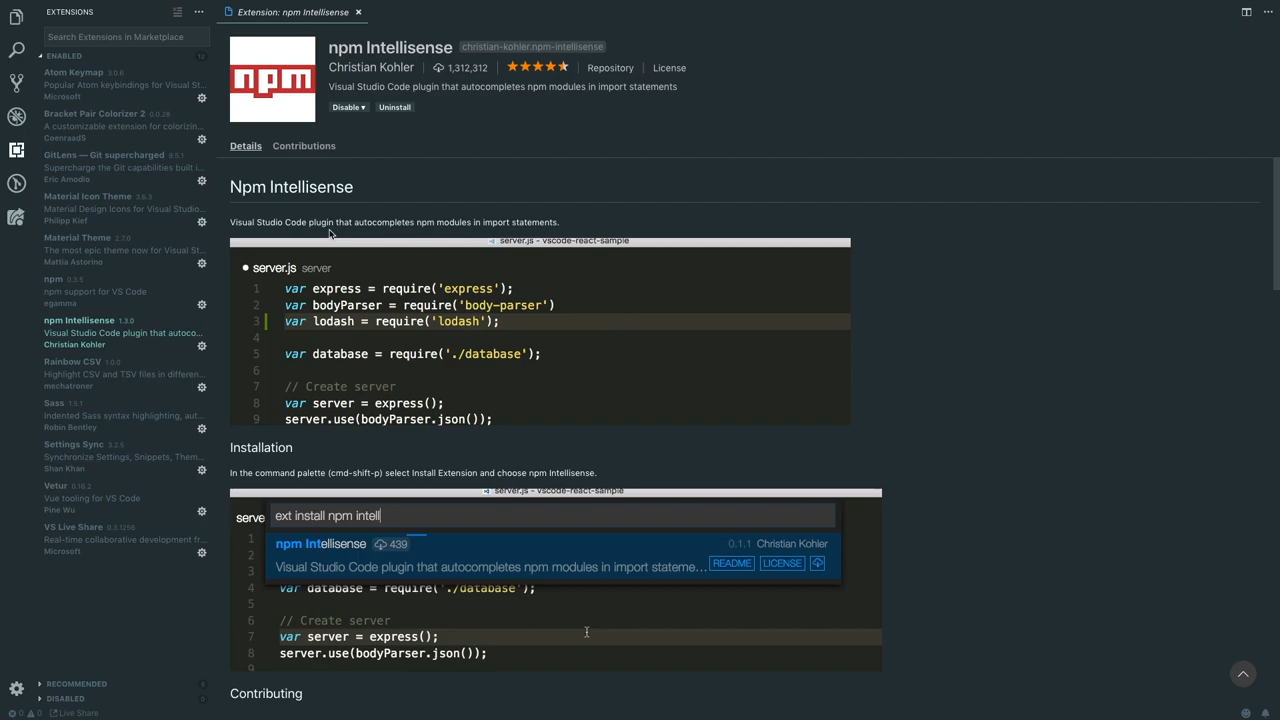 EXTENSIONS
Search Extensions in Marketplace
ENABLED 12
Atom Keymap 3.0.6
Popular Atom keybindings for Visual St...
Microsoft
Bracket Pair Colorizer 2 0.0.28
A customizable extension for colorizin...
CoenraadS
GitLens — Git supercharged 9.5.1
Supercharge the Git capabilities built i...
Eric Amodio
Material Icon Theme 3.6.3
Material Design Icons for Visual Studio...
Philipp Kief
Material Theme 2.7.0
The most epic theme now for Visual St...
Mattia Astorino
npm 0.3.5
npm support for VS Code
egamma
npm Intellisense 1.3.0
Visual Studio Code plugin that autoco...
Christian Kohler
Rainbow CSV 1.0.0
Highlight CSV and TSV files in differen...
mechatroner
Sass 1.5.1
Indented Sass syntax highlighting, aut...
Robin Bentley
Settings Sync 3.2.5
Synchronize Settings, Snippets, Them...
Shan Khan
Vetur 0.16.2
Vue tooling for VS Code
Pine Wu
VS Live Share 0.3.1256
Real-time collaborative development fr...
Microsoft
RECOMMENDED
DISABLED 0
0 0 Live Share
Extension: npm Intellisense
npm
npm Intellisense christian-kohler.npm-intellisense
Christian Kohler 1,312,312 Repository License
Visual Studio Code plugin that autocompletes npm modules in import statements
Disable Uninstall
Details Contributions
Npm Intellisense
Visual Studio Code plugin that autocompletes npm modules in import statements.
server.js - vscode-react-sample
server.js server
1 var express = require('express');
2 var bodyParser = require('body-parser')
3 var lodash = require('lodash');
4
5 var database = require('./database');
6
7 // Create server
8 var server = express();
9 server.use(bodyParser.json());
Installation
In the command palette (cmd-shift-p) select Install Extension and choose npm Intellisense.
server.js - vscode-react-sample
serve
ext install npm intell
1 npm Intellisense 439 0.1.1 Christian Kohler
2 Visual Studio Code plugin that autocompletes npm modules in import stateme... README LICENSE
4 var database = require('./database');
5
6 // Create server
7 var server = express();
8 server.use(bodyParser.json());
9
Contributing